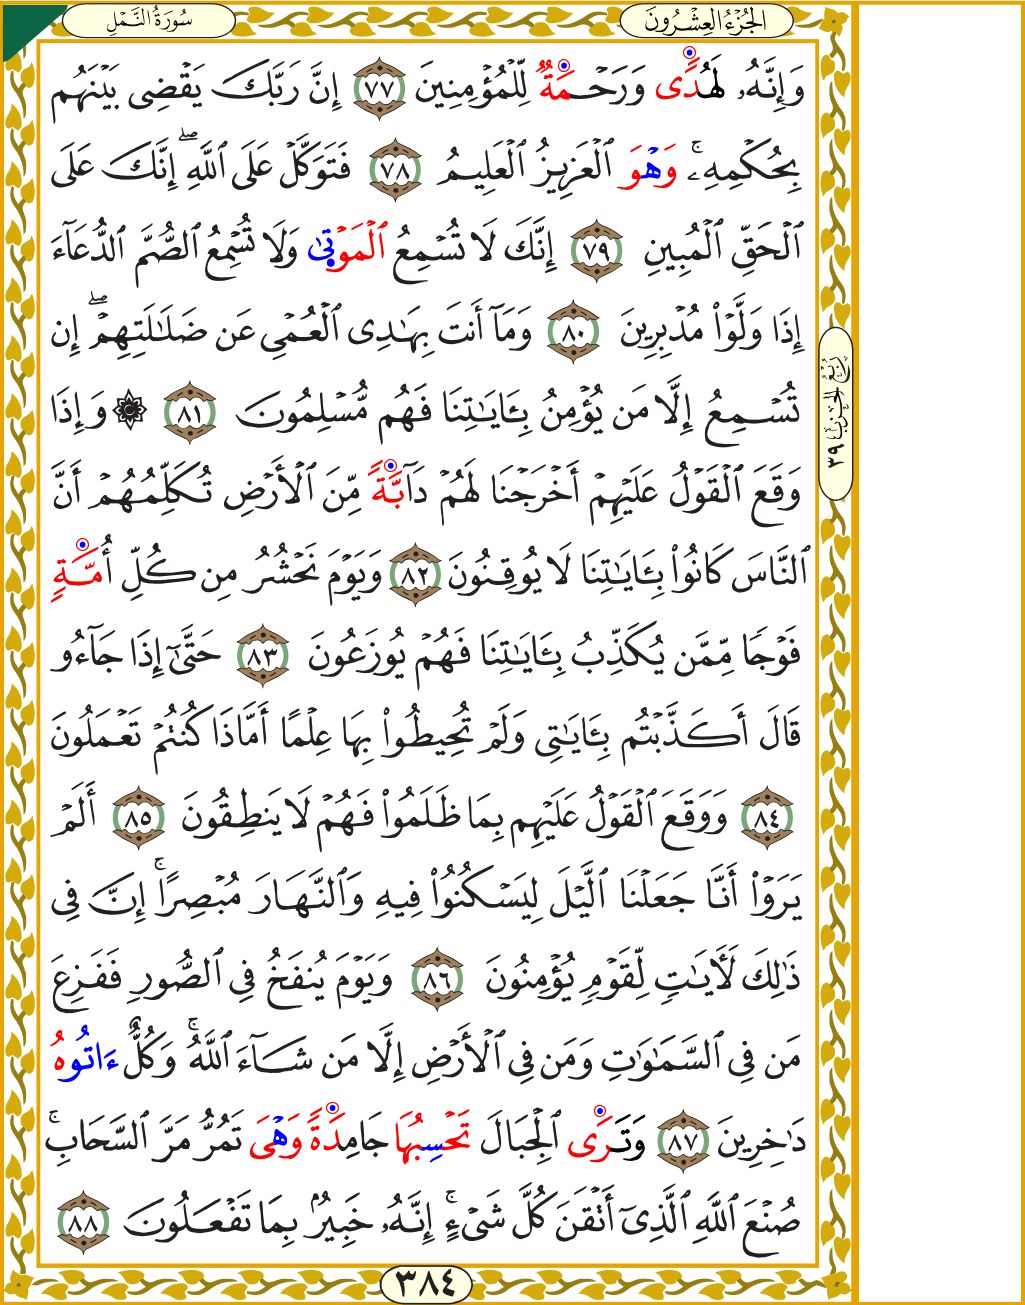 سُورَةُ النَّمْلِ
الجُزْءُ العِشْرُونَ
وَإِنَّهُۥ لَهُدًى وَرَحْمَةٌ لِّلْمُؤْمِنِينَ ٧٧ إِنَّ رَبَّكَ يَقْضِى بَيْنَهُم
بِحُكْمِهِۦۚ وَهْوَ ٱلْعَزِيزُ ٱلْعَلِيمُ ٧٨ فَتَوَكَّلْ عَلَى ٱللَّهِۖ إِنَّكَ عَلَى
ٱلْحَقِّ ٱلْمُبِينِ ٧٩ إِنَّكَ لَا تُسْمِعُ ٱلْمَوْتَىٰ وَلَا تُسْمِعُ ٱلصُّمَّ ٱلدُّعَآءَ
إِذَا وَلَّوْا۟ مُدْبِرِينَ ٨٠ وَمَآ أَنتَ بِهَٰدِى ٱلْعُمْىِ عَن ضَلَٰلَتِهِمْۖ إِن
تُسْمِعُ إِلَّا مَن يُؤْمِنُ بِـَٔايَٰتِنَا فَهُم مُّسْلِمُونَ ٨١ ۞ وَإِذَا
وَقَعَ ٱلْقَوْلُ عَلَيْهِمْ أَخْرَجْنَا لَهُمْ دَآبَّةً مِّنَ ٱلْأَرْضِ تُكَلِّمُهُمْ أَنَّ
ٱلنَّاسَ كَانُوا۟ بِـَٔايَٰتِنَا لَا يُوقِنُونَ ٨٢ وَيَوْمَ نَحْشُرُ مِن كُلِّ أُمَّةٍ
فَوْجًا مِّمَّن يُكَذِّبُ بِـَٔايَٰتِنَا فَهُمْ يُوزَعُونَ ٨٣ حَتَّىٰٓ إِذَا جَآءُو
قَالَ أَكَذَّبْتُم بِـَٔايَٰتِى وَلَمْ تُحِيطُوا۟ بِهَا عِلْمًا أَمَّاذَا كُنتُمْ تَعْمَلُونَ
٨٤ وَوَقَعَ ٱلْقَوْلُ عَلَيْهِم بِمَا ظَلَمُوا۟ فَهُمْ لَا يَنطِقُونَ ٨٥ أَلَمْ
يَرَوْا۟ أَنَّا جَعَلْنَا ٱلَّيْلَ لِيَسْكُنُوا۟ فِيهِ وَٱلنَّهَارَ مُبْصِرًاۚ إِنَّ فِى
ذَٰلِكَ لَـَٔايَٰتٍ لِّقَوْمٍ يُؤْمِنُونَ ٨٦ وَيَوْمَ يُنفَخُ فِى ٱلصُّورِ فَفَزِعَ
مَن فِى ٱلسَّمَٰوَٰتِ وَمَن فِى ٱلْأَرْضِ إِلَّا مَن شَآءَ ٱللَّهُۚ وَكُلٌّ ءَاتُوهُ
دَٰخِرِينَ ٨٧ وَتَرَى ٱلْجِبَالَ تَحْسِبُهَا جَامِدَةً وَهْىَ تَمُرُّ مَرَّ ٱلسَّحَابِۚ
صُنْعَ ٱللَّهِ ٱلَّذِىٓ أَتْقَنَ كُلَّ شَىْءٍۚ إِنَّهُۥ خَبِيرٌۢ بِمَا تَفْعَلُونَ ٨٨
رُبْعُ الحِزْبِ ٣٩
٣٨٤